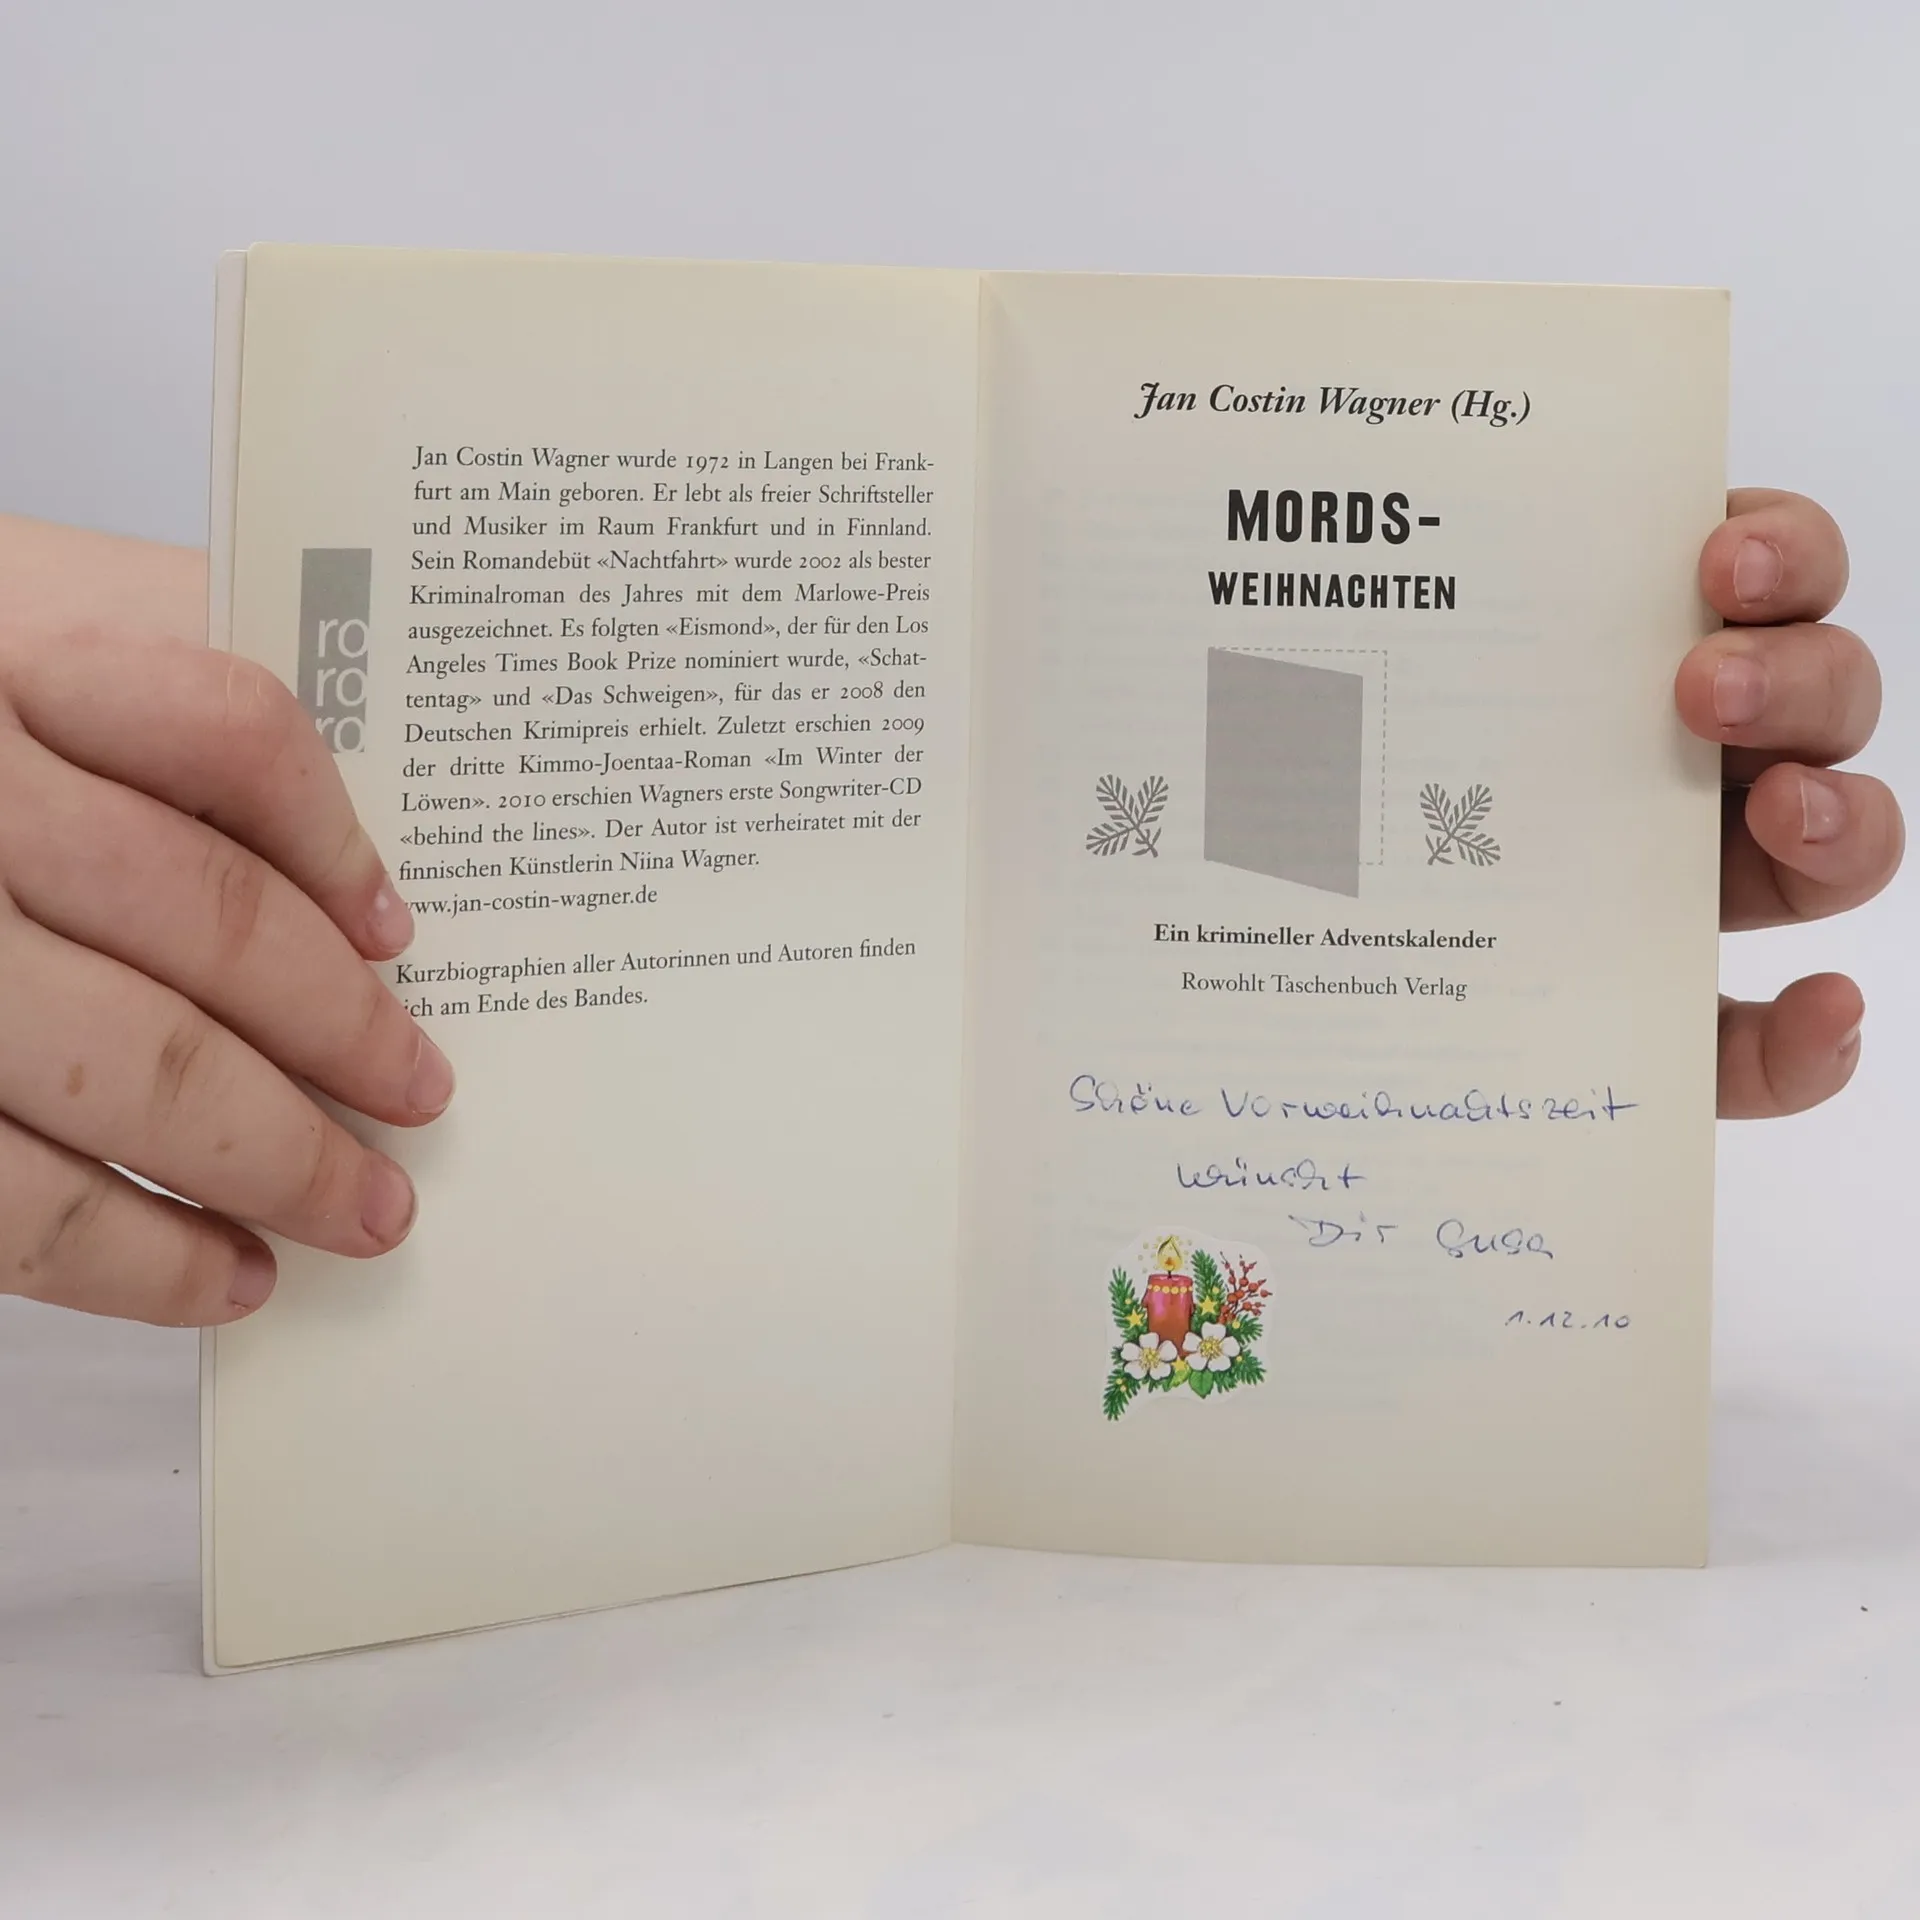 ro
ro
ro
Jan Costin Wagner wurde 1972 in Langen bei Frank-
furt am Main geboren. Er lebt als freier Schriftsteller
und Musiker im Raum Frankfurt und in Finnland.
Sein Romandebüt «Nachtfahrt» wurde 2002 als bester
Kriminalroman des Jahres mit dem Marlowe-Preis
ausgezeichnet. Es folgten «Eismond», der für den Los
Angeles Times Book Prize nominiert wurde, «Schat-
tentag» und «Das Schweigen», für das er 2008 den
Deutschen Krimipreis erhielt. Zuletzt erschien 2009
der dritte Kimmo-Joentaa-Roman «Im Winter der
Löwen». 2010 erschien Wagners erste Songwriter-CD
«behind the lines». Der Autor ist verheiratet mit der
finnischen Künstlerin Niina Wagner.
www.jan-costin-wagner.de
Kurzbiographien aller Autorinnen und Autoren finden
ich am Ende des Bandes.
Jan Costin Wagner (Hg.)
MORDS-
WEIHNACHTEN
Ein krimineller Adventskalender
Rowohlt Taschenbuch Verlag
Schöne Vorweihnachtszeit
wünscht
Dir Susa
1.12.10